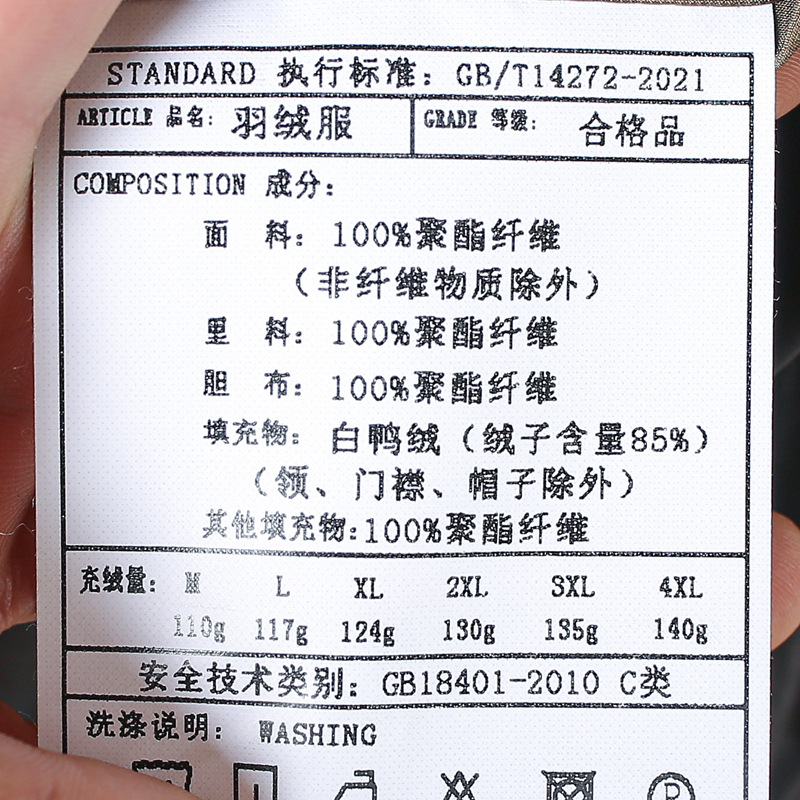 STANDARD 执行标准: GB/T14272-2021
ARTICLE 品名: 羽绒服 GRADE 等级: 合格品
COMPOSITION 成分:
面 料: 100%聚酯纤维
(非纤维物质除外)
里 料: 100%聚酯纤维
胆 布: 100%聚酯纤维
填充物: 白鸭绒(绒子含量85%)
(领、门襟、帽子除外)
其他填充物:100%聚酯纤维
充绒量: M L XL 2XL 3XL 4XL
110g 117g 124g 130g 135g 140g
安全技术类别: GB18401-2010 C类
洗涤说明: WASHING
P